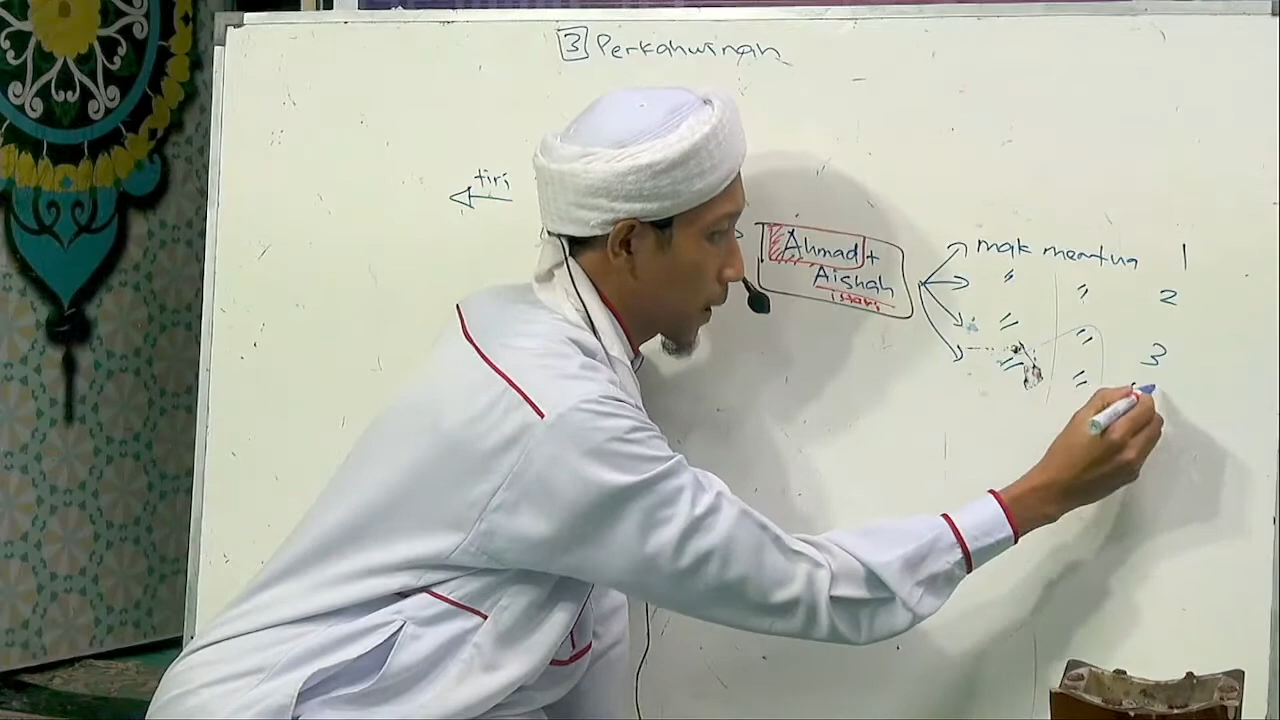 3 Perkahwinan
tiri
Ahmad +
Aishah
isteri
mak mentua 1
〃 〃 2
〃 〃 3
〃 〃